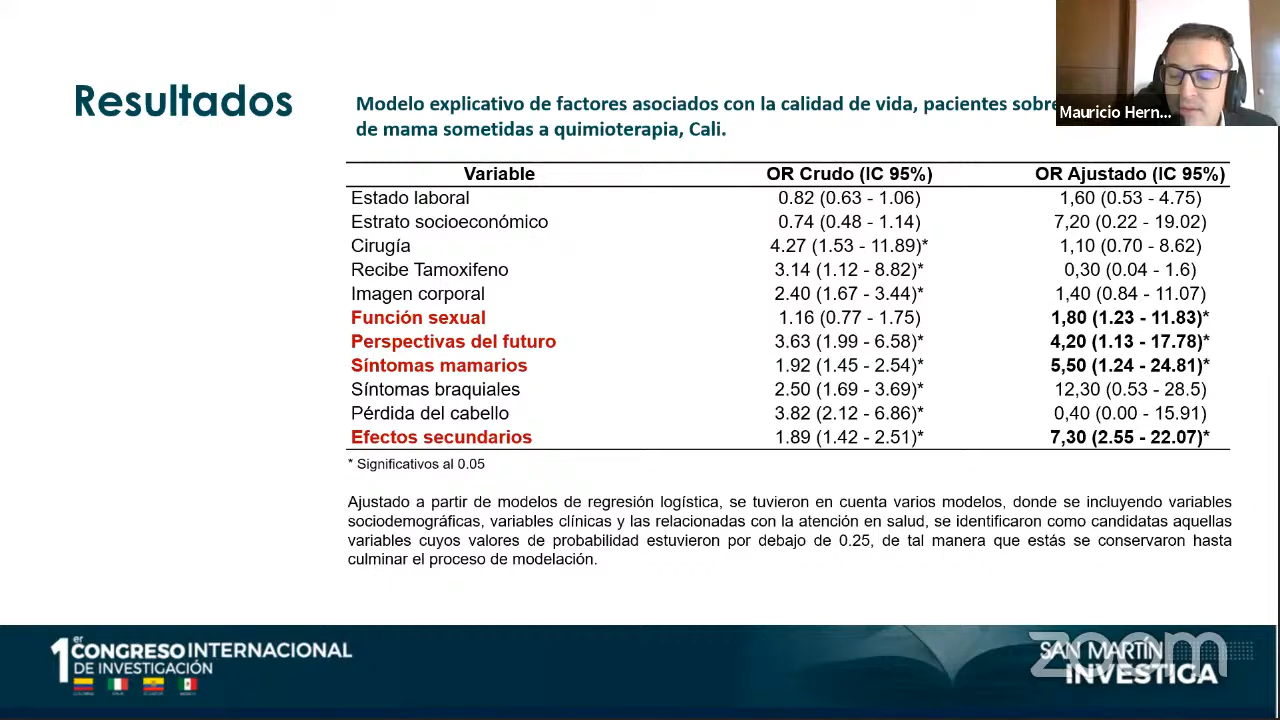 Resultados
Modelo explicativo de factores asociados con la calidad de vida, pacientes sobre
de mama sometidas a quimioterapia, Cali.
Mauricio Hern...
Variable OR Crudo (IC 95%) OR Ajustado (IC 95%)
Estado laboral 0.82 (0.63 - 1.06) 1,60 (0.53 - 4.75)
Estrato socioeconómico 0.74 (0.48 - 1.14) 7,20 (0.22 - 19.02)
Cirugía 4.27 (1.53 - 11.89)* 1,10 (0.70 - 8.62)
Recibe Tamoxifeno 3.14 (1.12 - 8.82)* 0,30 (0.04 - 1.6)
Imagen corporal 2.40 (1.67 - 3.44)* 1,40 (0.84 - 11.07)
Función sexual 1.16 (0.77 - 1.75) 1,80 (1.23 - 11.83)*
Perspectivas del futuro 3.63 (1.99 - 6.58)* 4,20 (1.13 - 17.78)*
Síntomas mamarios 1.92 (1.45 - 2.54)* 5,50 (1.24 - 24.81)*
Síntomas braquiales 2.50 (1.69 - 3.69)* 12,30 (0.53 - 28.5)
Pérdida del cabello 3.82 (2.12 - 6.86)* 0,40 (0.00 - 15.91)
Efectos secundarios 1.89 (1.42 - 2.51)* 7,30 (2.55 - 22.07)*
* Significativos al 0.05
Ajustado a partir de modelos de regresión logística, se tuvieron en cuenta varios modelos, donde se incluyendo variables
sociodemográficas, variables clínicas y las relacionadas con la atención en salud, se identificaron como candidatas aquellas
variables cuyos valores de probabilidad estuvieron por debajo de 0.25, de tal manera que estás se conservaron hasta
culminar el proceso de modelación.
1er CONGRESO INTERNACIONAL
DE INVESTIGACIÓN
SAN MARTÍN
INVESTIGA
zoom